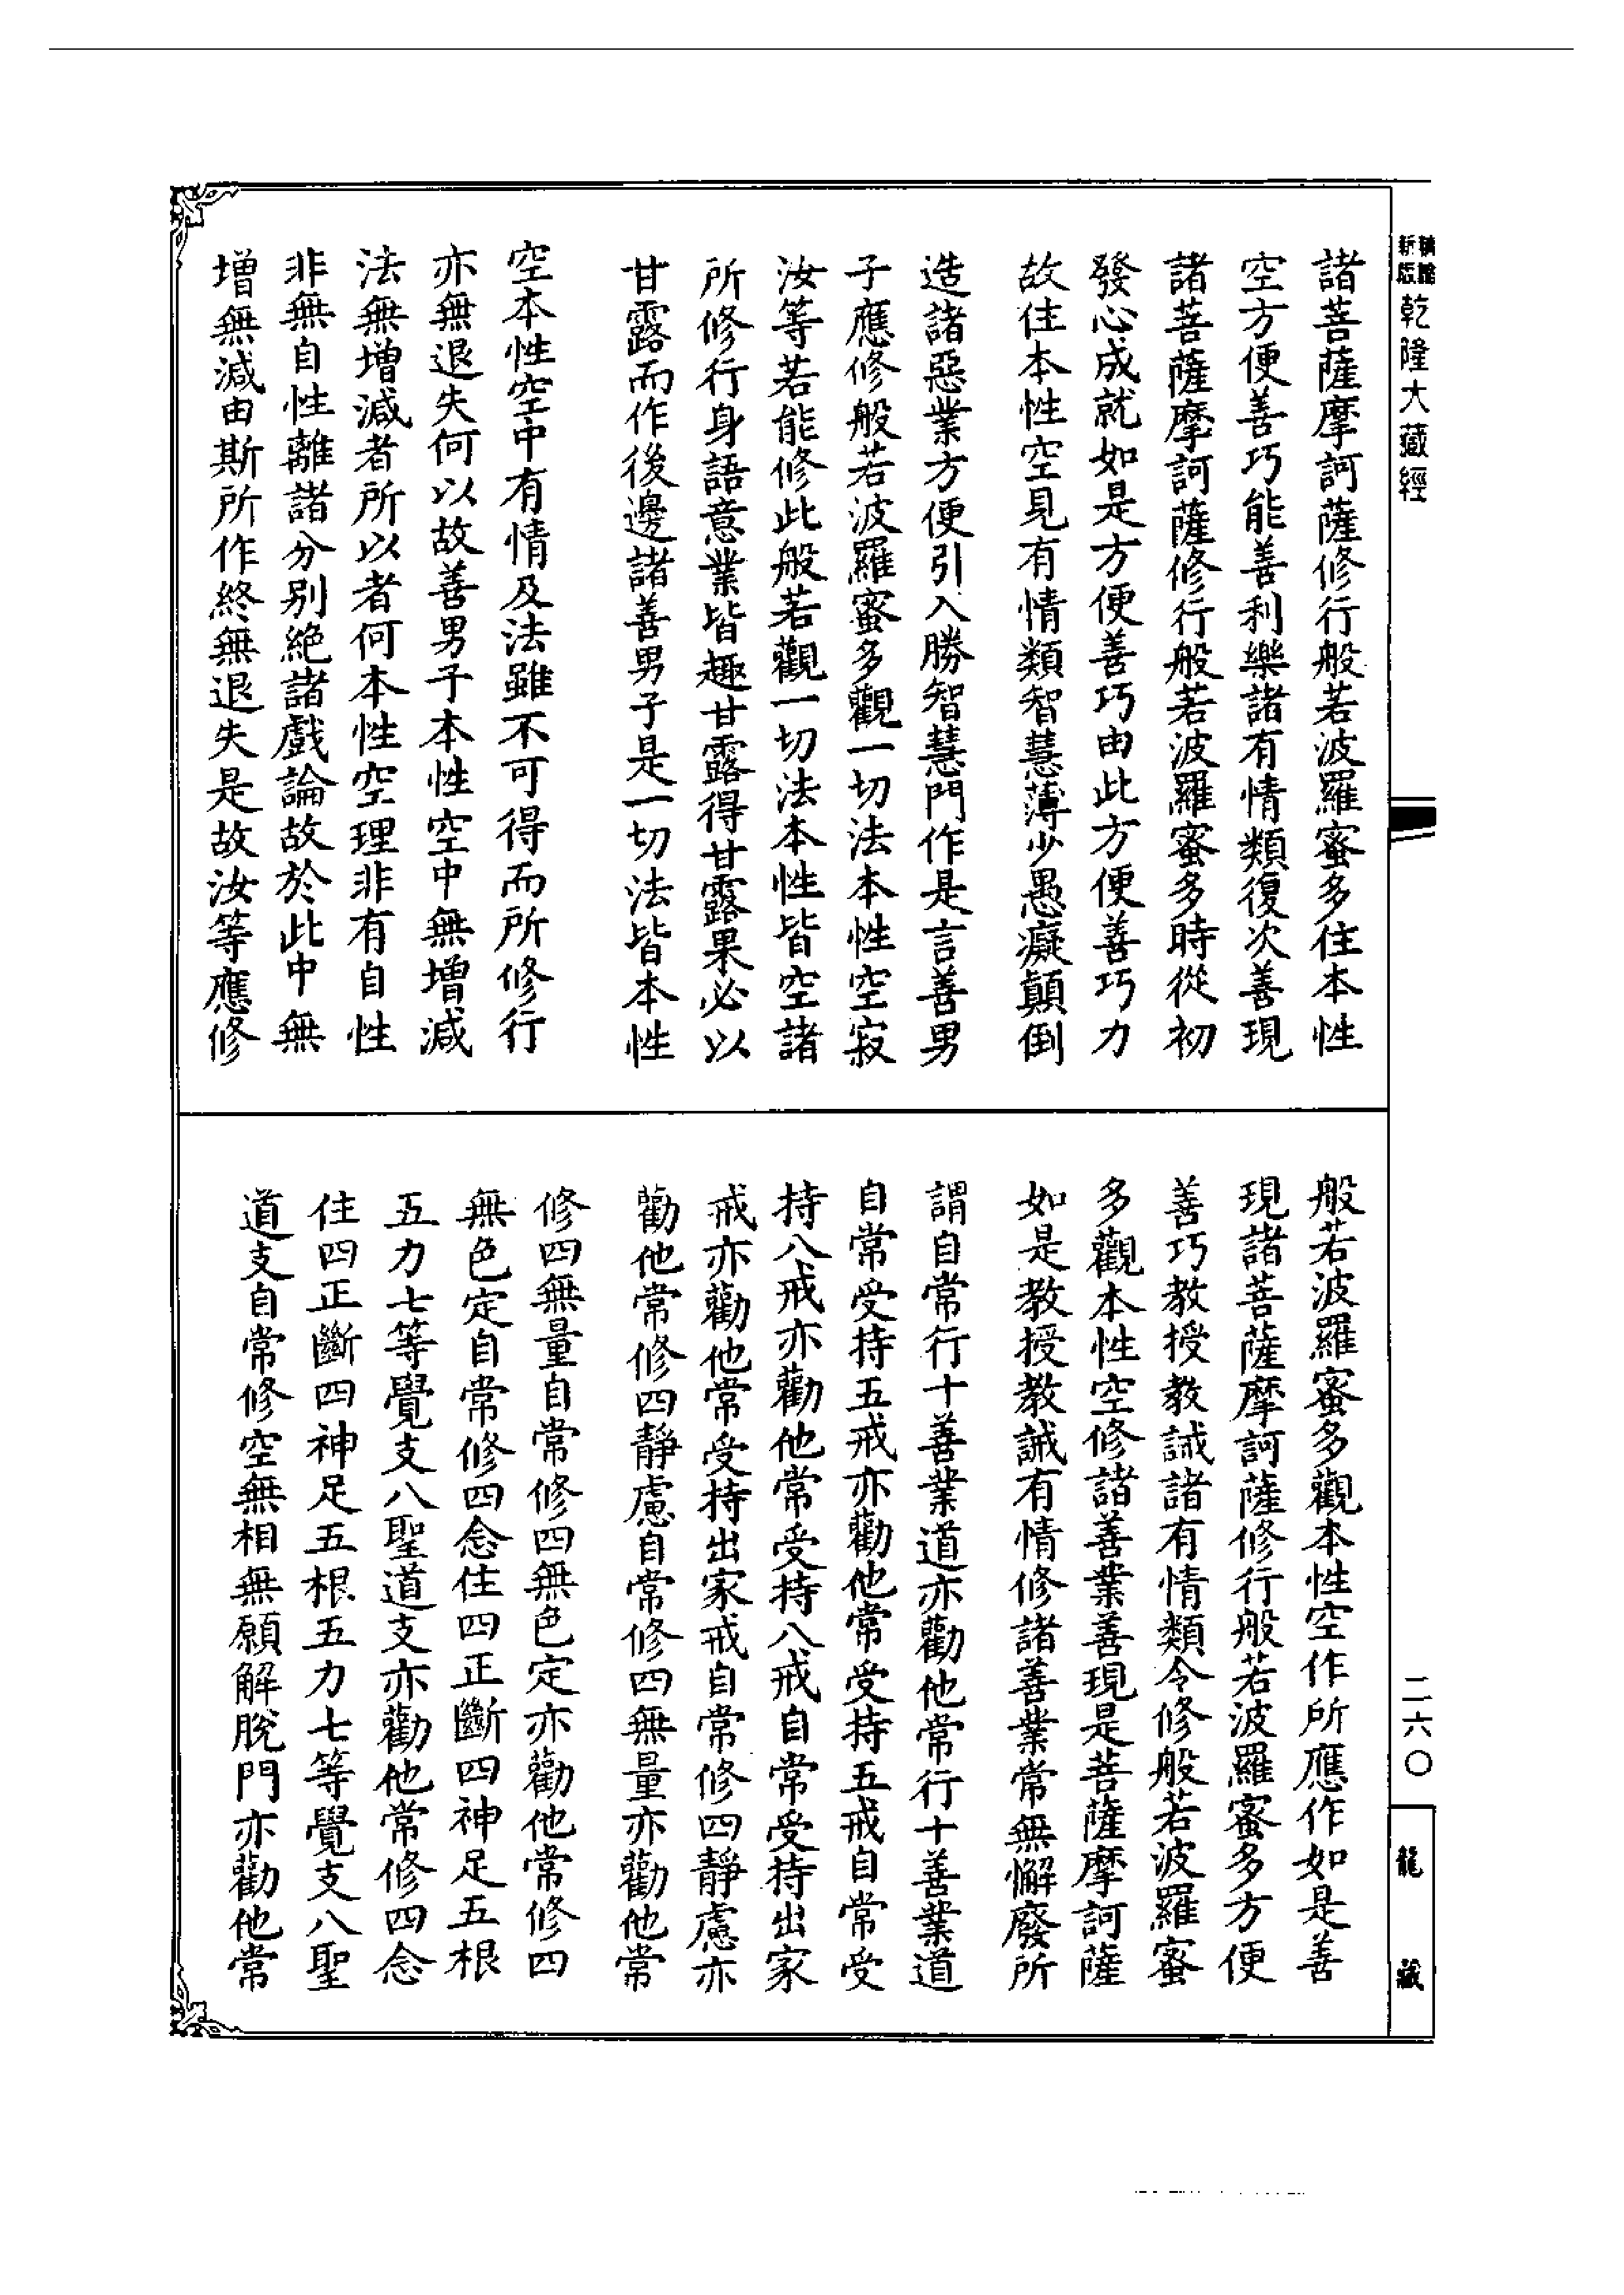 乾隆大藏經
諸菩薩摩訶薩修行般若波羅蜜多住本性
空方便善巧能善利樂諸有情類復次善現
諸菩薩摩訶薩修行般若波羅蜜多時從初
發心成就如是方便善巧由此方便善巧力
故住本性空見有情類智慧薄少愚癡顛倒
造諸惡業方便引入勝智慧門作是言善男
子應修般若波羅蜜多觀一切法本性空寂
汝等若能修此般若觀一切法本性皆空諸
所修行身語意業皆趣甘露得甘露果必以
甘露而作後邊諸善男子是一切法皆本性
空本性空中有情及法雖不可得而所修行
亦無退失何以故善男子本性空中無增減
法無增減者所以者何本性空理非有自性
非無自性離諸分別絕諸戲論故於此中無
增無減由斯所作終無退失是故汝等應修
般若波羅蜜多觀本性空作所應作如是善
現諸菩薩摩訶薩修行般若波羅蜜多方便
善巧教授教誡諸有情類令修般若波羅蜜
多觀本性空修諸善業善現是菩薩摩訶薩
如是教授教誡有情修諸善業常無懈廢所
謂自常行十善業道亦勸他常行十善業道
自常受持五戒亦勸他常受持五戒自常受
持八戒亦勸他常受持八戒自常受持出家
戒亦勸他常受持出家戒自常修四靜慮亦
勸他常修四靜慮自常修四無量亦勸他常
修四無量自常修四無色定亦勸他常修四
無色定自常修四念住四正斷四神足五根
五力七等覺支八聖道支亦勸他常修四念
住四正斷四神足五根五力七等覺支八聖
道支自常修空無相無願解脫門亦勸他常
二六〇
龍藏